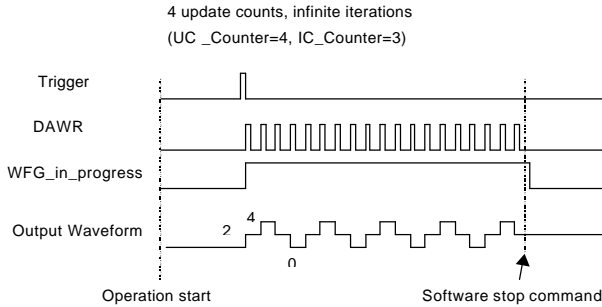 4 update counts, infinite iterations
(UC _Counter=4, IC_Counter=3)
Trigger
DAWR
WFG_in_progress
4
Output Waveform
2
0
Operation start
Software stop command